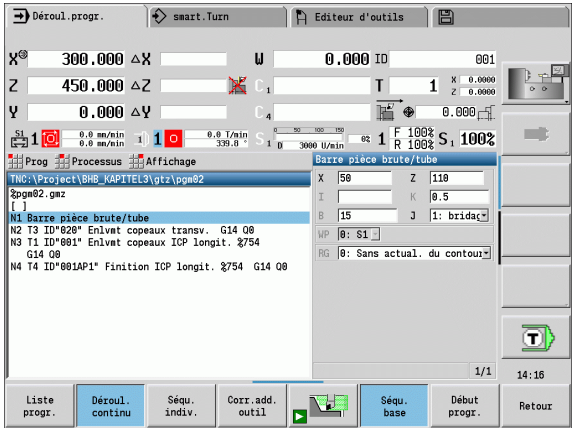 Déroul.progr. smart.Turn Editeur d'outils
X 300.000 ΔX W 0.000 ID 001
Z 450.000 ΔZ C 1 T 1 X 0.0000
Z 0.0000
Y 0.000 ΔY C 4 0.000
S1 1 0.0 mm/min 0.0 mm/min 1 1 0.0 T/min 339.8 ° S 1 0 50 100 150 0% D 3000 U/min 1 F 100% R 100% S 1 100%
Prog Processus Affichage
TNC:\Project\BHB_KAPITEL3\gtz\pgm02
%pgm02.gmz
[ ]
N1 Barre pièce brute/tube
N2 T3 ID"020" Enlvmt copeaux transv. G14 Q0
N3 T1 ID"001" Enlvmt copeaux ICP longit. %754
G14 Q0
N4 T4 ID"001AP1" Finition ICP longit. %754 G14 Q0
Barre pièce brute/tube
X 50 Z 110
I K 0.5
B 15 J 1: bridag
WP 0: S1
RG 0: Sans actual. du contour
1/1
T
14:16
Liste progr.
Déroul. continu
Séqu. indiv.
Corr.add. outil
Séqu. base
Début progr.
Retour